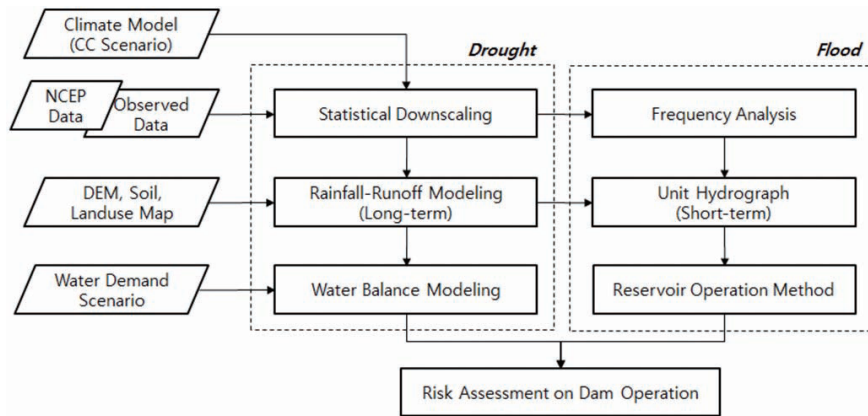 Climate Model
(CC Scenario)
Drought
Flood
NCEP
Data
Observed
Data
Statistical Downscaling
Frequency Analysis
DEM, Soil,
Landuse Map
Rainfall-Runoff Modeling
(Long-term)
Unit Hydrograph
(Short-term)
Water Demand
Scenario
Water Balance Modeling
Reservoir Operation Method
Risk Assessment on Dam Operation